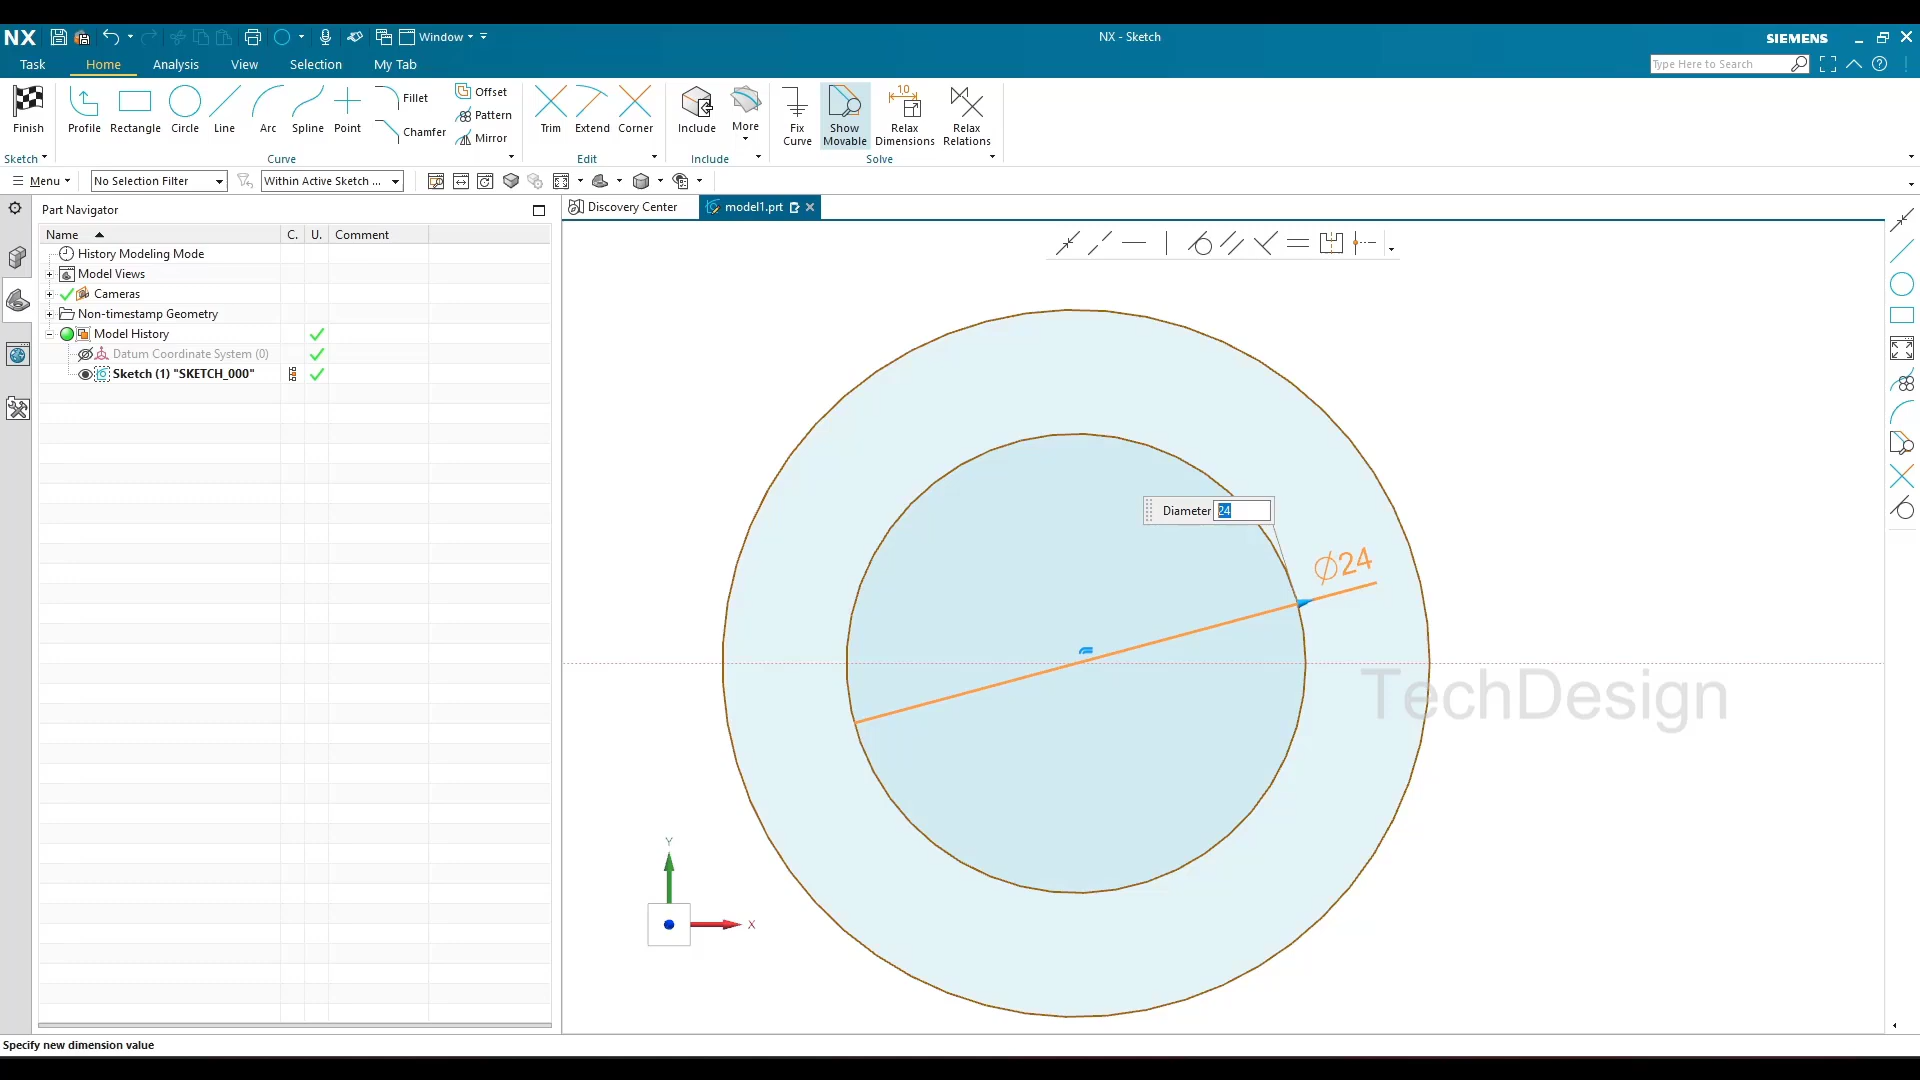 NX
Window
NX - Sketch
SIEMENS
Task
Home
Analysis
View
Selection
My Tab
Type Here to Search
Finish
Profile
Rectangle
Circle
Line
Arc
Spline
Point
Fillet
Chamfer
Offset
Pattern
Mirror
Trim
Extend
Corner
Include
More
Fix
Curve
Show
Movable
1,0
Relax
Dimensions
Relax
Relations
Sketch
Curve
Edit
Include
Solve
Menu
No Selection Filter
Within Active Sketch ...
Part Navigator
Discovery Center
model1.prt
Name
C.
U.
Comment
History Modeling Mode
Model Views
Cameras
Non-timestamp Geometry
Model History
Datum Coordinate System (0)
Sketch (1) "SKETCH_000"
Diameter 24
∅24
TechDesign
Y
X
Specify new dimension value